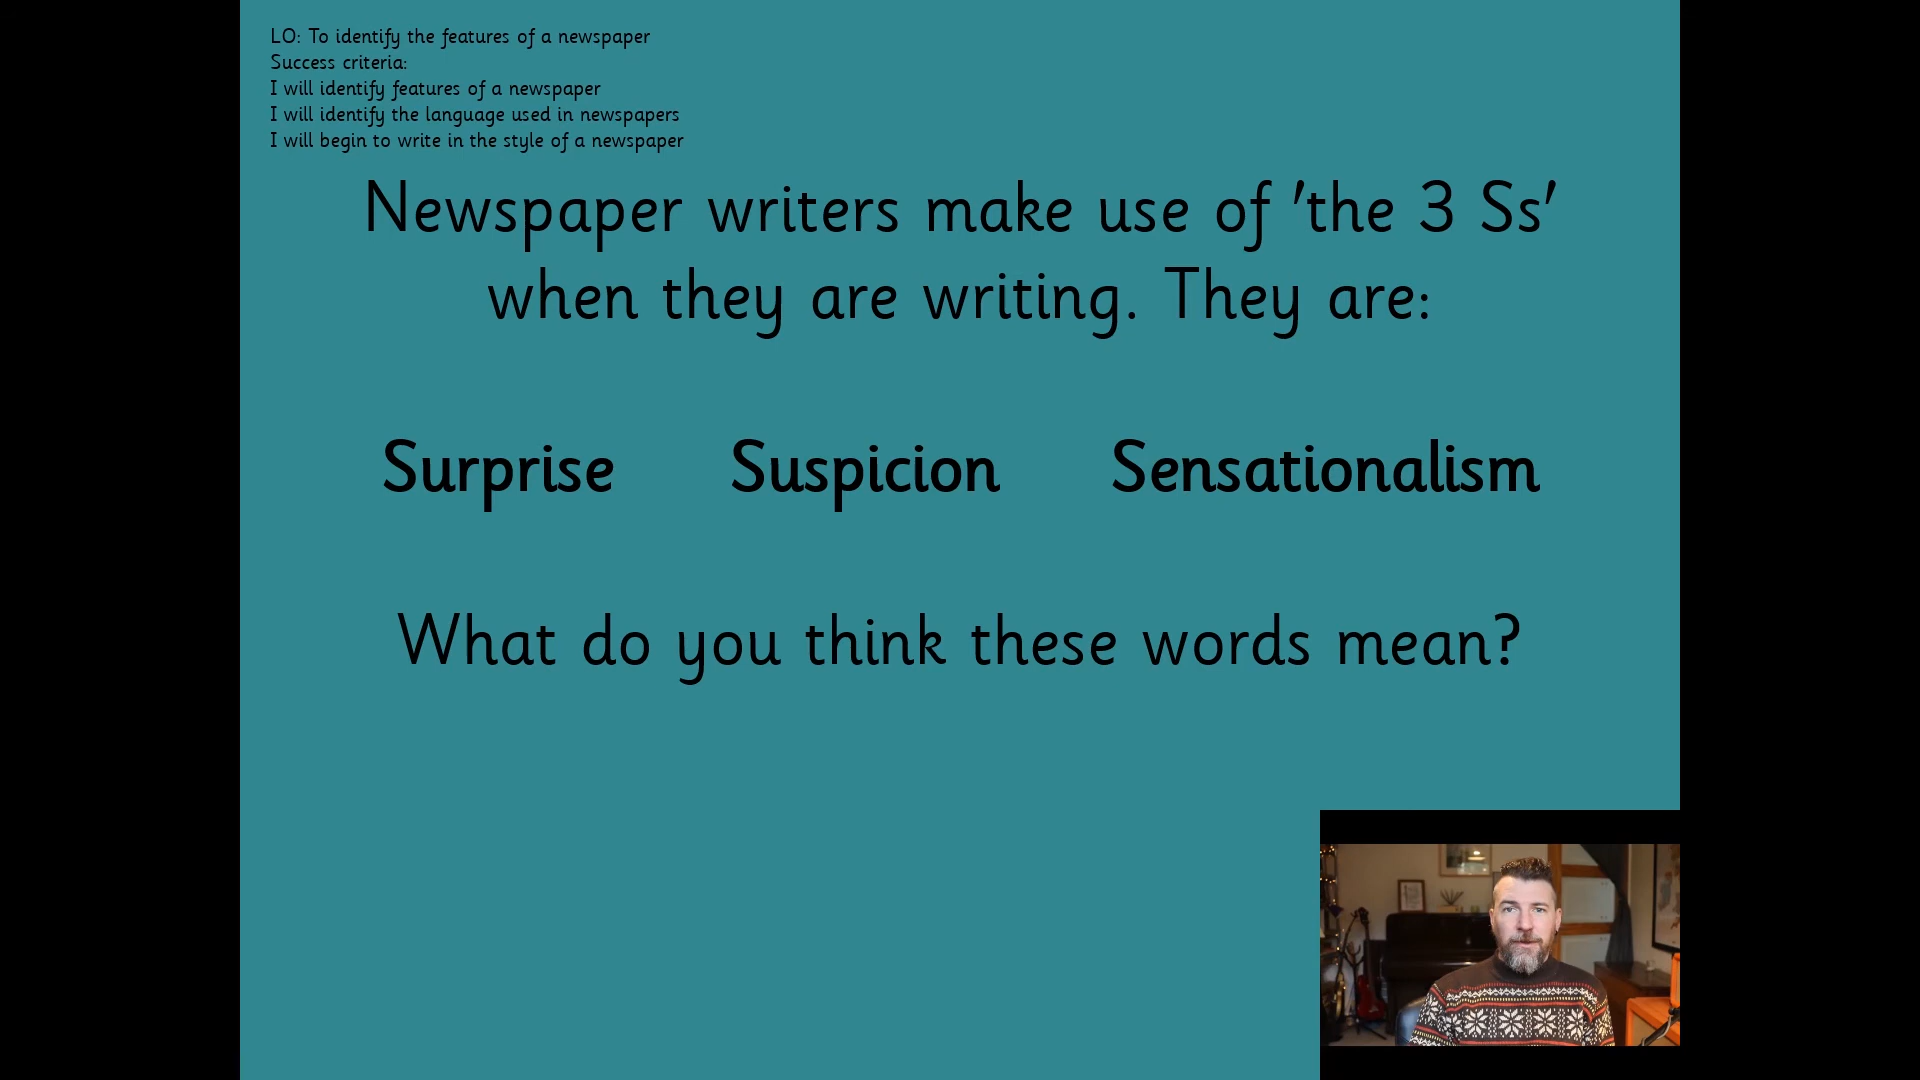 LO: To identify the features of a newspaper
Success criteria:
I will identify features of a newspaper
I will identify the language used in newspapers
I will begin to write in the style of a newspaper
Newspaper writers make use of 'the 3 Ss'
when they are writing. They are:
Surprise Suspicion Sensationalism
What do you think these words mean?